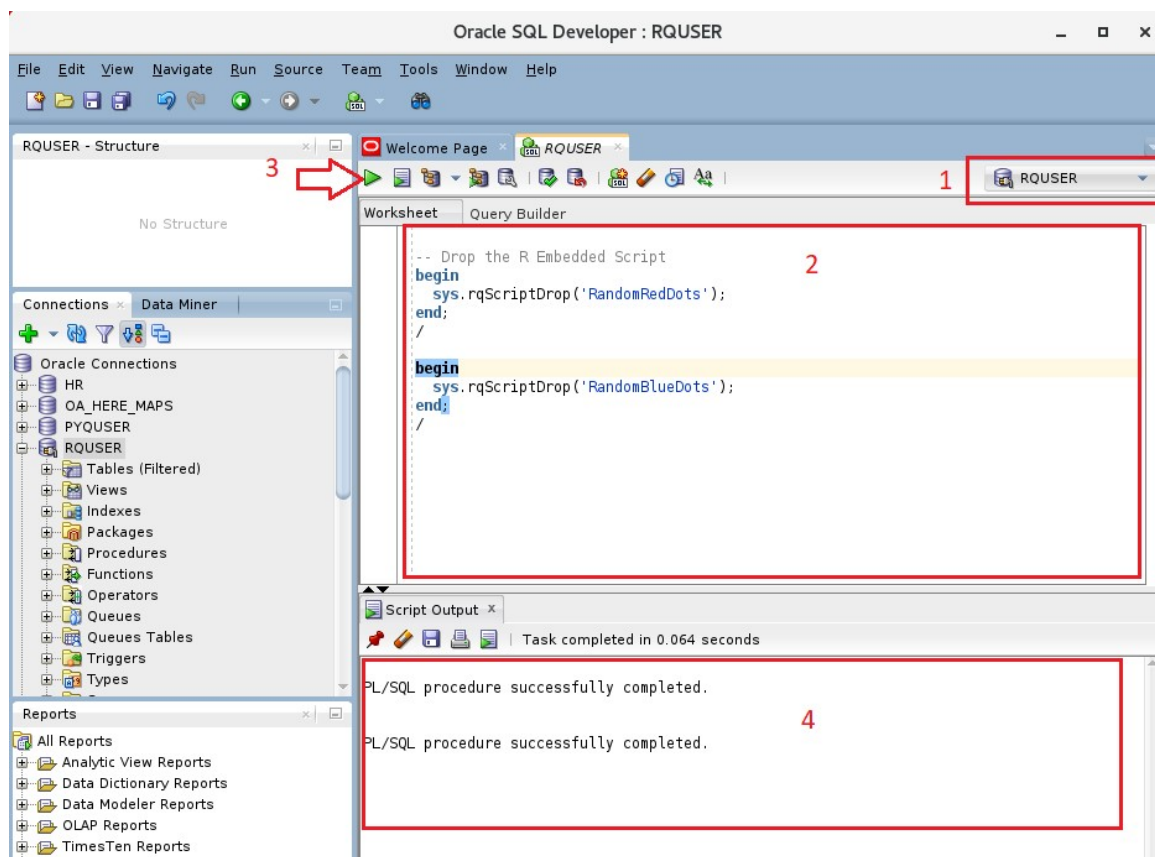 Oracle SQL Developer : RQUSER
File Edit View Navigate Run Source Team Tools Window Help
RQUSER - Structure
No Structure
3
Connections
Data Miner
Oracle Connections
HR
OA_HERE_MAPS
PYQUSER
RQUSER
Tables (Filtered)
Views
Indexes
Packages
Procedures
Functions
Operators
Queues
Queues Tables
Triggers
Types
Reports
All Reports
Analytic View Reports
Data Dictionary Reports
Data Modeler Reports
OLAP Reports
TimesTen Reports
Welcome Page
RQUSER
1
RQUSER
Worksheet
Query Builder
2
-- Drop the R Embedded Script
begin
sys.rqScriptDrop('RandomRedDots');
end;
/
begin
sys.rqScriptDrop('RandomBlueDots');
end;
/
Script Output
Task completed in 0.064 seconds
PL/SQL procedure successfully completed.
4
PL/SQL procedure successfully completed.